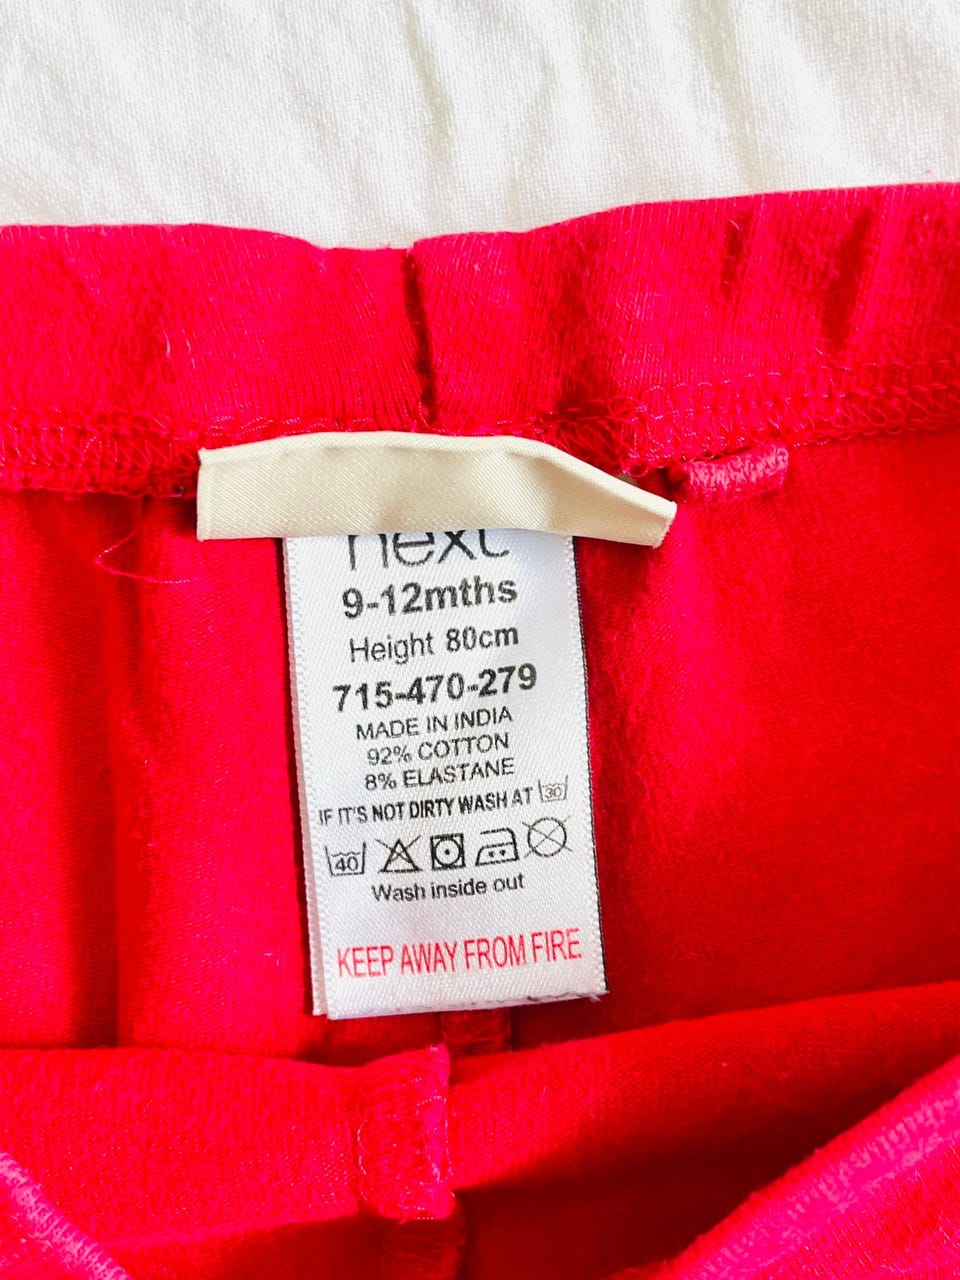 next
9-12mths
Height 80cm
715-470-279
MADE IN INDIA
92% COTTON
8% ELASTANE
IF IT'S NOT DIRTY WASH AT 30
40
Wash inside out
KEEP AWAY FROM FIRE